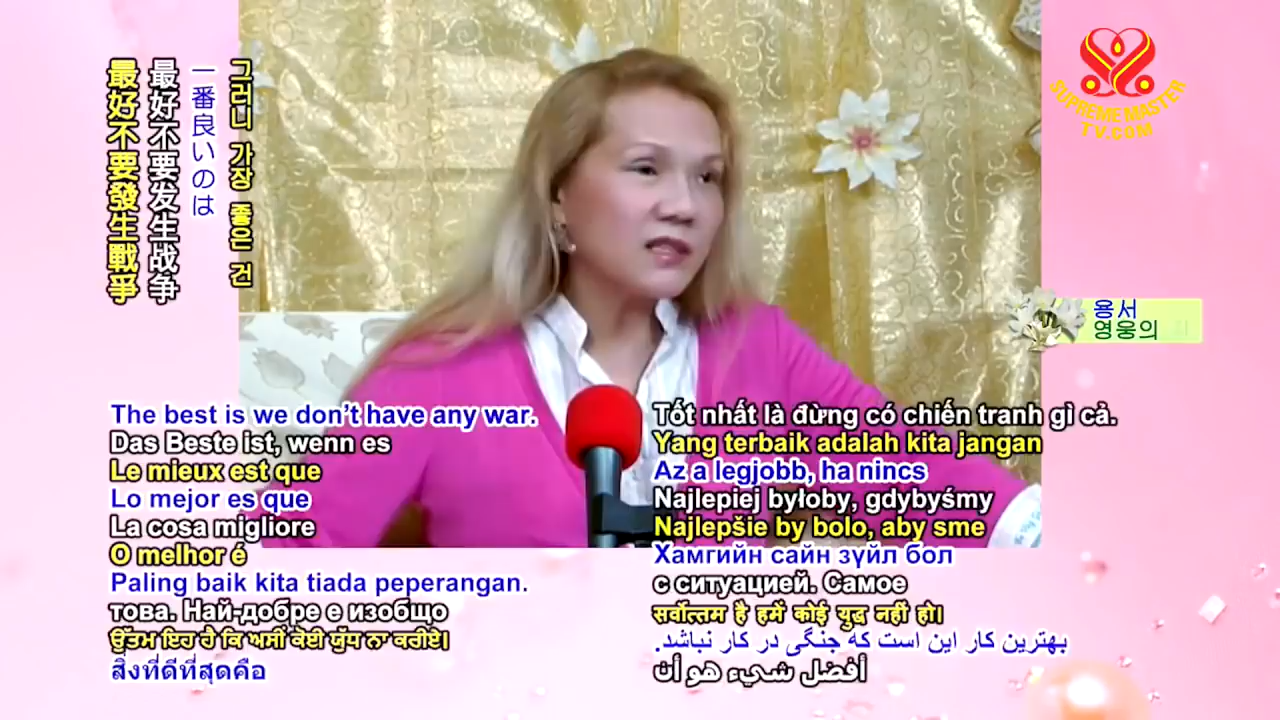 最好不要發生戰爭
最好不要发生战争
一番良いのは
그러니 가장 좋은 건
SUPREME MASTER
TV.COM
용서
영웅의
The best is we don’t have any war.
Das Beste ist, wenn es
Le mieux est que
Lo mejor es que
La cosa migliore
O melhor é
Paling baik kita tiada peperangan.
това. Най-добре е изобщо
ਉੱਤਮ ਇਹ ਹੈ ਕਿ ਅਸੀਂ ਕੋਈ ਯੁੱਧ ਨਾ ਕਰੀਏ।
สิ่งที่ดีที่สุดคือ
Tốt nhất là đừng có chiến tranh gì cả.
Yang terbaik adalah kita jangan
Az a legjobb, ha nincs
Najlepiej byłoby, gdybyśmy
Najlepšie by bolo, aby sme
Хамгийн сайн зүйл бол
с ситуацией. Самое
सर्वोत्तम है हमें कोई युद्ध नहीं हो।
بهترین کار این است که جنگی در کار نباشد.
أفضل شيء هو أن